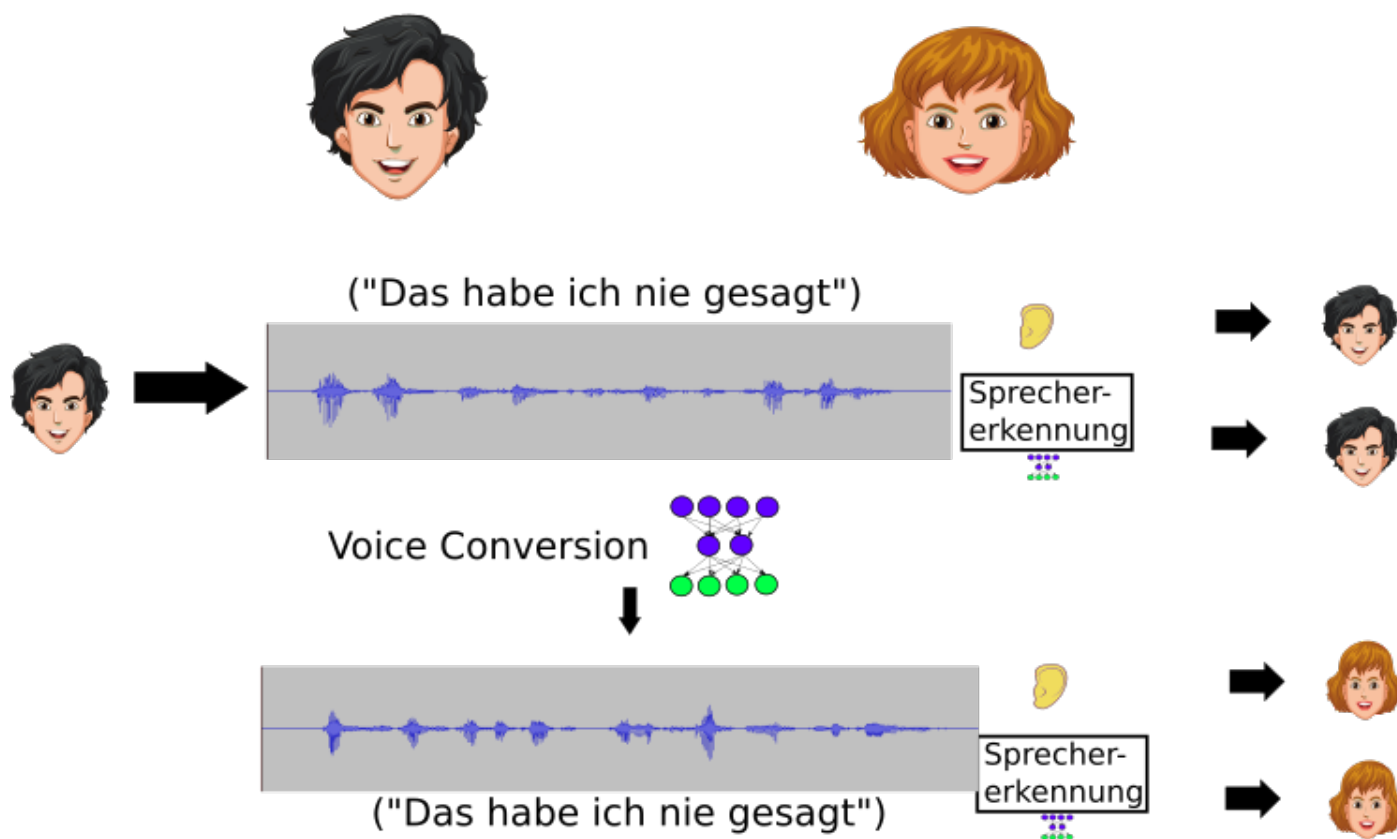 ("Das habe ich nie gesagt")
Sprecher-
erkennung
Voice Conversion
Sprecher-
erkennung
("Das habe ich nie gesagt")